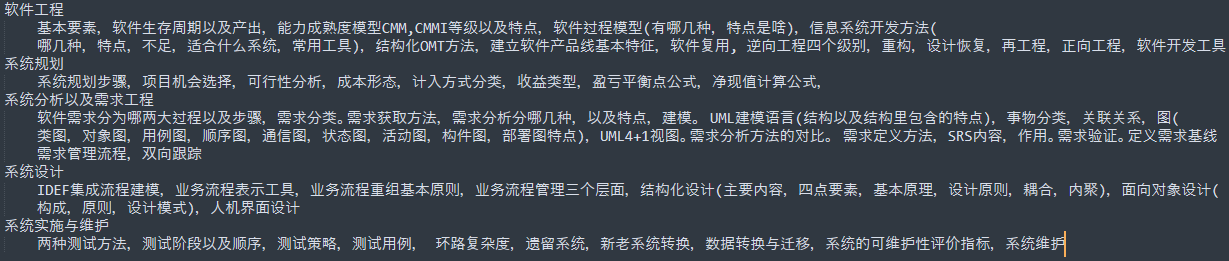 软件工程
基本要素, 软件生存周期以及产出, 能力成熟度模型CMM,CMMI等级以及特点, 软件过程模型(有哪几种, 特点是啥), 信息系统开发方法(
哪几种, 特点, 不足, 适合什么系统, 常用工具), 结构化OMT方法, 建立软件产品线基本特征, 软件复用, 逆向工程四个级别, 重构, 设计恢复, 再工程, 正向工程, 软件开发工具
系统规划
系统规划步骤, 项目机会选择, 可行性分析, 成本形态, 计入方式分类, 收益类型, 盈亏平衡点公式, 净现值计算公式,
系统分析以及需求工程
软件需求分为哪两大过程以及步骤, 需求分类。需求获取方法, 需求分析分哪几种, 以及特点, 建模。 UML建模语言(结构以及结构里包含的特点), 事物分类, 关联关系, 图(
类图, 对象图, 用例图, 顺序图, 通信图, 状态图, 活动图, 构件图, 部署图特点), UML4+1视图。需求分析方法的对比。 需求定义方法, SRS内容, 作用。需求验证。定义需求基线
需求管理流程, 双向跟踪
系统设计
IDEF集成流程建模, 业务流程表示工具, 业务流程重组基本原则, 业务流程管理三个层面, 结构化设计(主要内容, 四点要素, 基本原理, 设计原则, 耦合, 内聚), 面向对象设计(
构成, 原则, 设计模式), 人机界面设计
系统实施与维护
两种测试方法, 测试阶段以及顺序, 测试策略, 测试用例,  环路复杂度, 遗留系统, 新老系统转换, 数据转换与迁移, 系统的可维护性评价指标, 系统维护